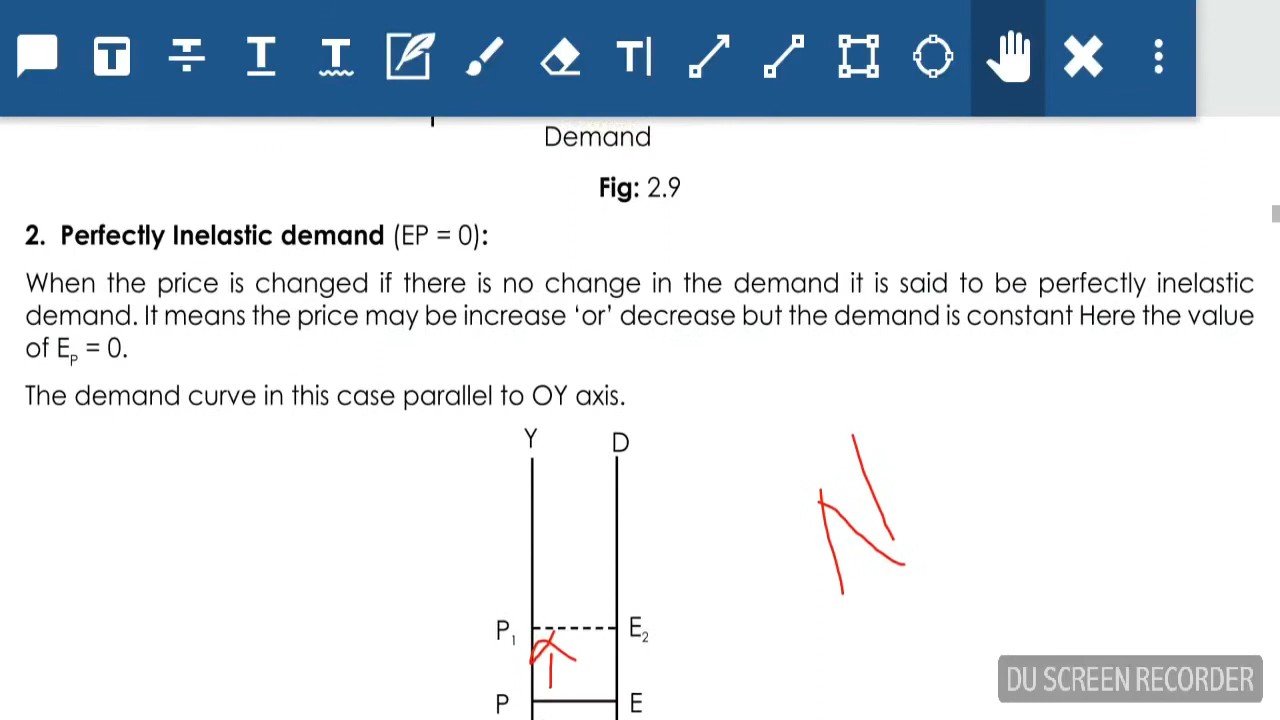 Demand
Fig: 2.9
2. Perfectly Inelastic demand (EP = 0):
When the price is changed if there is no change in the demand it is said to be perfectly inelastic
demand. It means the price may be increase ‘or’ decrease but the demand is constant Here the value
of EP = 0.
The demand curve in this case parallel to OY axis.
Y D
N
P1 E2
P E
DU SCREEN RECORDER